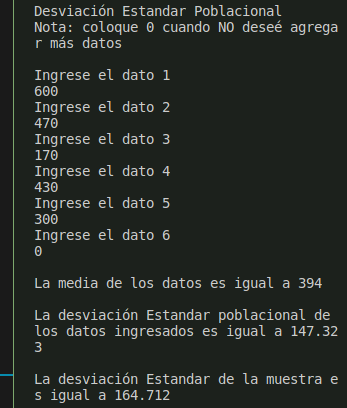 Desviación Estandar Poblacional
Nota: coloque 0 cuando NO deseé agrega
r más datos
Ingrese el dato 1
600
Ingrese el dato 2
470
Ingrese el dato 3
170
Ingrese el dato 4
430
Ingrese el dato 5
300
Ingrese el dato 6
0
La media de los datos es igual a 394
La desviación Estandar poblacional de
los datos ingresados es igual a 147.32
3
La desviación Estandar de la muestra e
s igual a 164.712